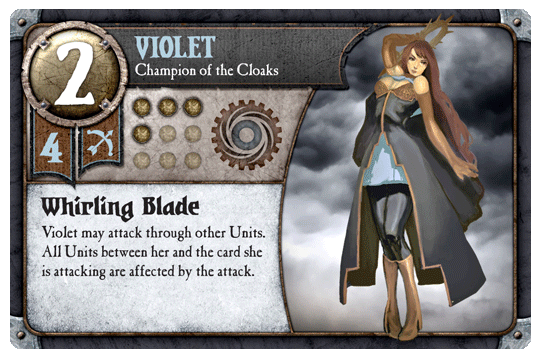 2
VIOLET
Champion of the Cloaks
4
Whirling Blade
Violet may attack through other Units.
All Units between her and the card she
is attacking are affected by the attack.